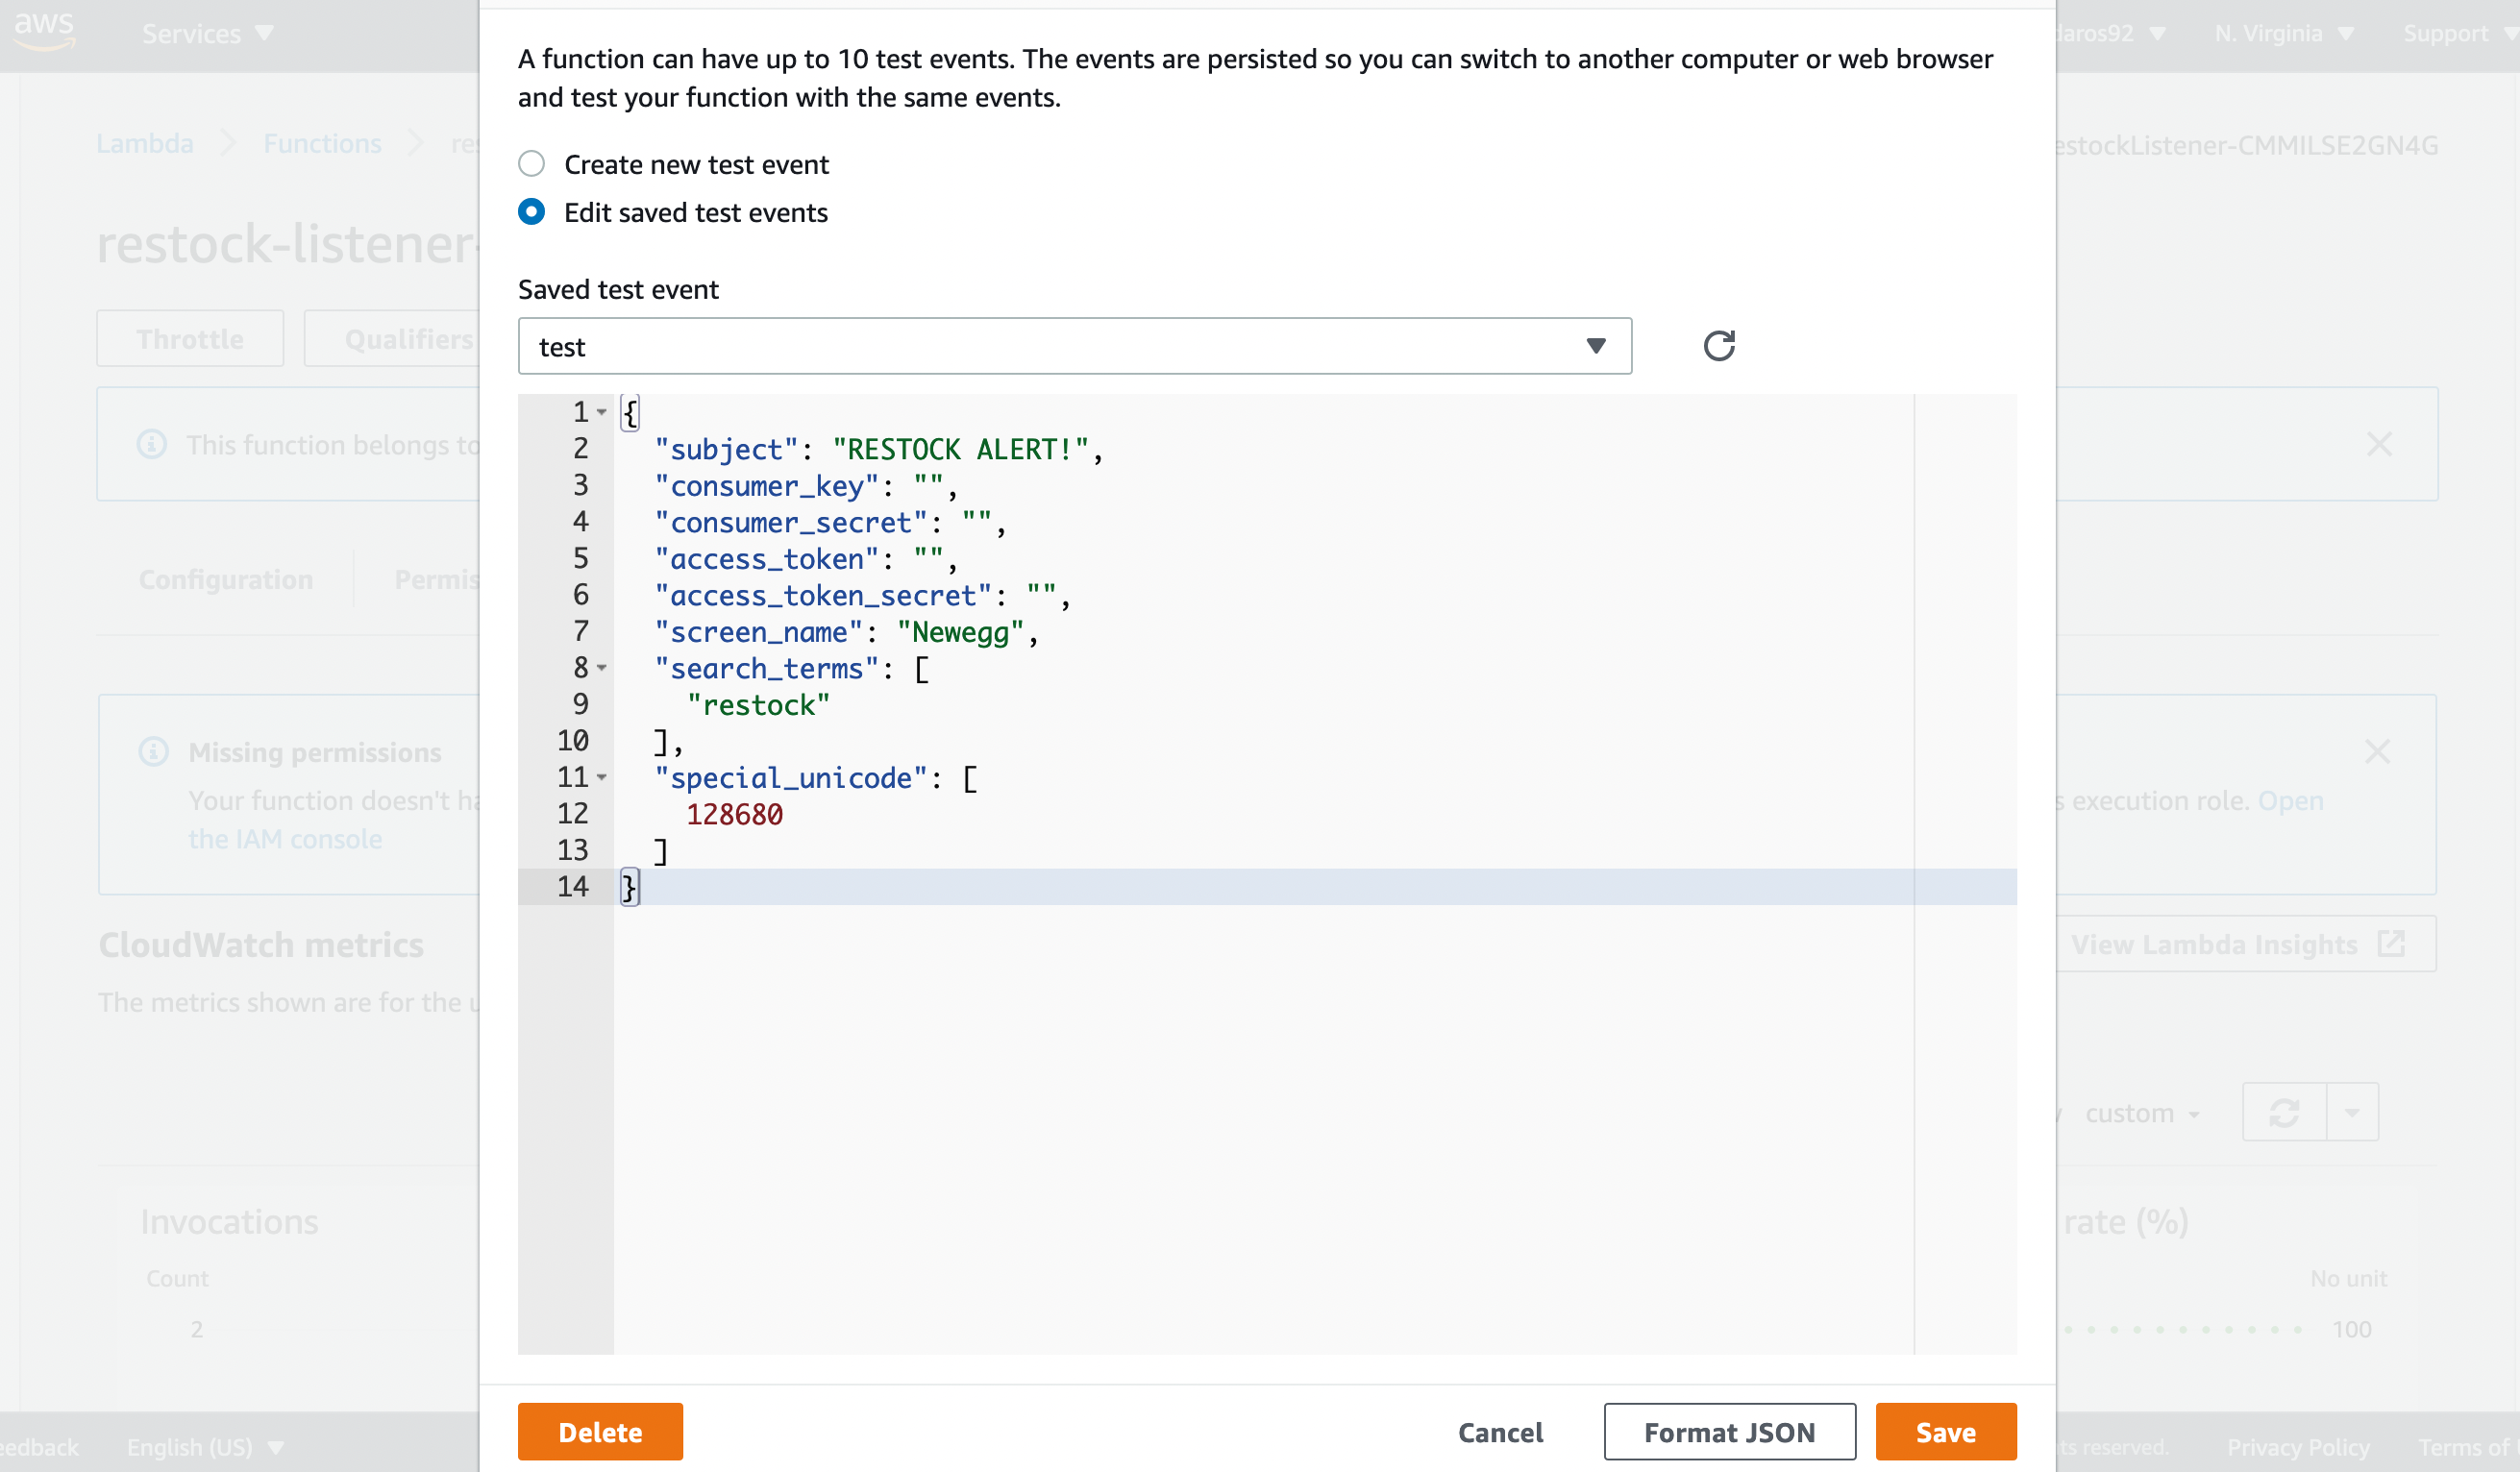 aws
Services
N. Virginia
Support
A function can have up to 10 test events. The events are persisted so you can switch to another computer or web browser
and test your function with the same events.
Lambda
Functions
estockListener-CMMILSE2GN4G
Create new test event
Edit saved test events
restock-listener-
Saved test event
Throttle
Qualifiers
test
This function belongs to
1 {
2 "subject": "RESTOCK ALERT!",
3 "consumer_key": "",
4 "consumer_secret": "",
5 "access_token": "",
6 "access_token_secret": "",
7 "screen_name": "Newegg",
8 "search_terms": [
9 "restock"
10 ],
11 "special_unicode": [
12 128680
13 ]
14 }
Configuration
Permis
Missing permissions
Your function doesn't ha
the IAM console
s execution role. Open
CloudWatch metrics
View Lambda Insights
The metrics shown are for the u
custom
Invocations
rate (%)
Count
No unit
2
100
Delete
Cancel
Format JSON
Save
eedback
English (US)
ts reserved.
Privacy Policy
Terms of